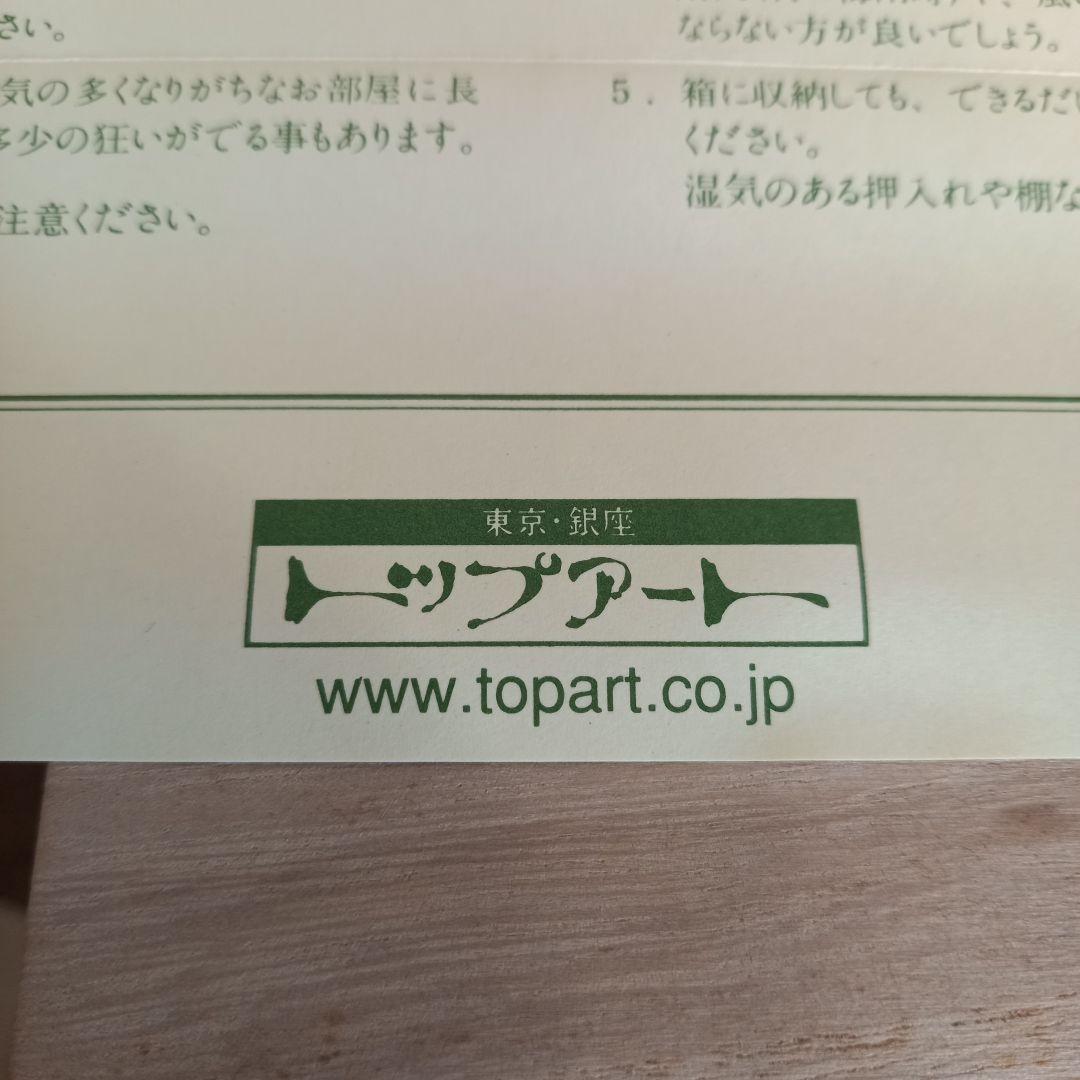 さい。
気の多くなりがちなお部屋に長
多少の狂いがでる事もあります。
注意ください。
ならない方が良いでしょう。
5. 箱に収納しても、できるだけ
ください。
湿気のある押入れや棚な
東京・銀座
トップアート
www.topart.co.jp